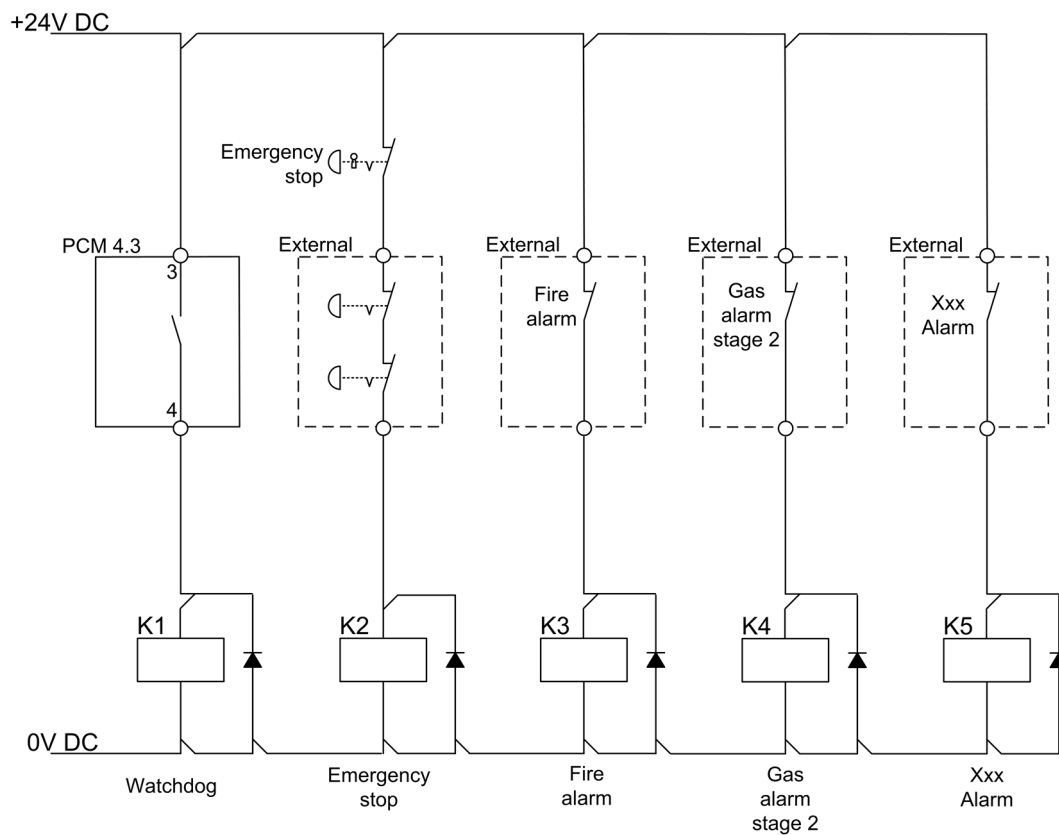 +24V DC
Emergency
stop
PCM 4.3
External
External
External
External
3
4
Fire
alarm
Gas
alarm
stage 2
Xxx
Alarm
K1
K2
K3
K4
K5
0V DC
Watchdog
Emergency
stop
Fire
alarm
Gas
alarm
stage 2
Xxx
Alarm